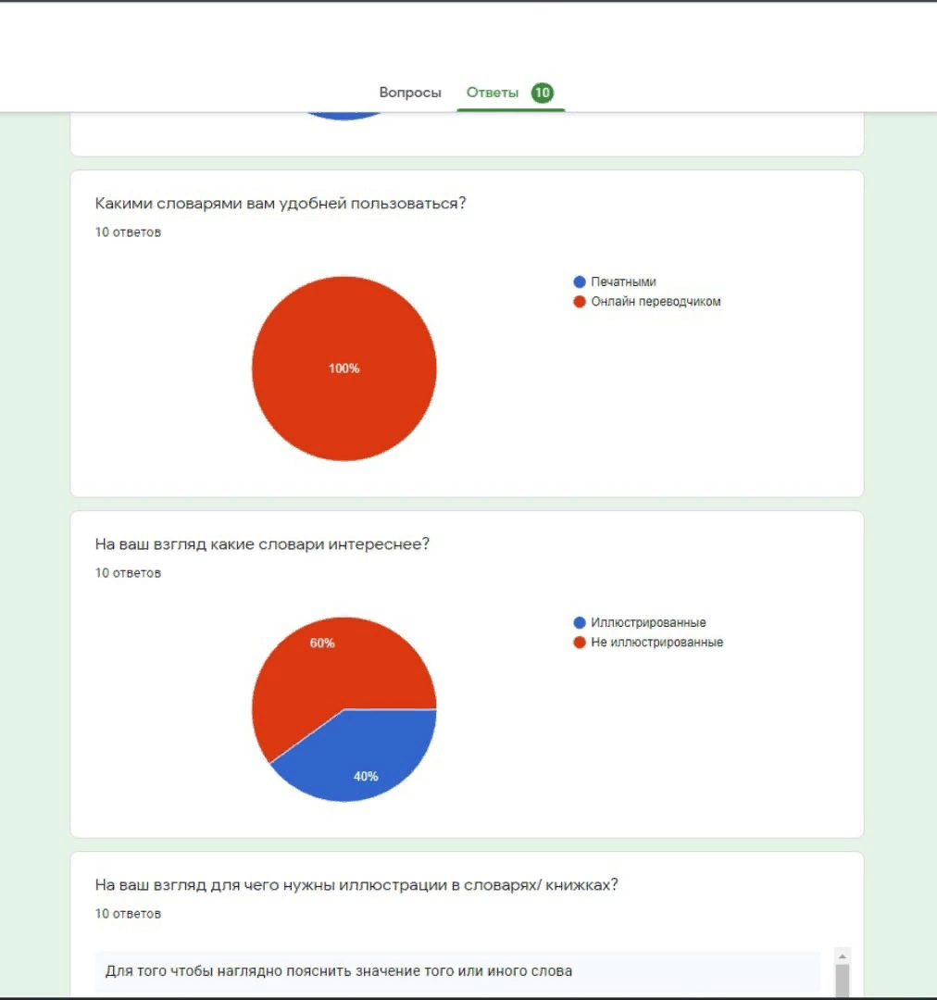 Вопросы Ответы 10
Какими словарями вам удобней пользоваться?
10 ответов
Печатными
Онлайн переводчиком
100%
На ваш взгляд какие словари интереснее?
10 ответов
Иллюстрированные
Не иллюстрированные
60%
40%
На ваш взгляд для чего нужны иллюстрации в словарях/ книжках?
10 ответов
Для того чтобы наглядно пояснить значение того или иного слова